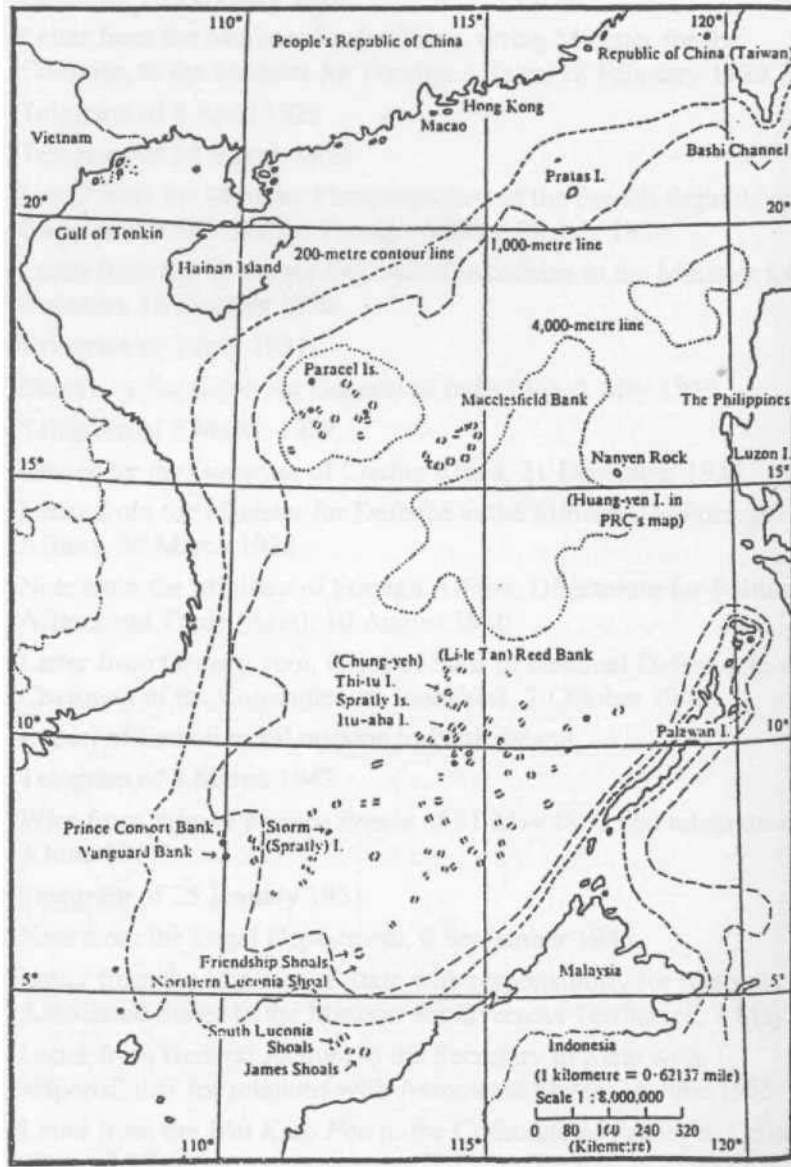 110°
115°
120°
People's Republic of China
Republic of China (Taiwan)
Hong Kong
Macao
Vietnam
Bashi Channel
Pratas I.
20°
20°
Gulf of Tonkin
200-metre contour line
1,000-metre line
Hainan Island
4,000-metre line
Paracel Is.
Macclesfield Bank
The Philippines
Nanyen Rock
Luzon I.
15°
15°
(Huang-yen I. in
PRC's map)
(Chung-yeh)
Thi-tu I.
Spratly Is.
Itu-aba I.
(Li-le Tan) Reed Bank
10°
10°
Palawan I.
Prince Consort Bank
Vanguard Bank
Storm
(Spratly) I.
Friendship Shoals
Malaysia
5°
5°
Northern Luconia Shoal
South Luconia
Shoals
James Shoals
Indonesia
(1 kilometre = 0·62137 mile)
Scale 1 : 8,000,000
0 80 160 240 320
(Kilemetre)
110°
115°
120°